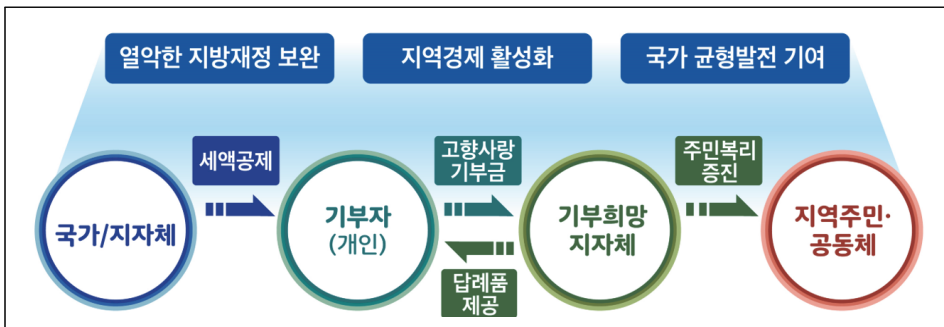 열악한 지방재정 보완
지역경제 활성화
국가 균형발전 기여
세액공제
고향사랑
기부금
주민복리
증진
국가/지자체
기부자
(개인)
기부희망
지자체
지역주민·
공동체
답례품
제공